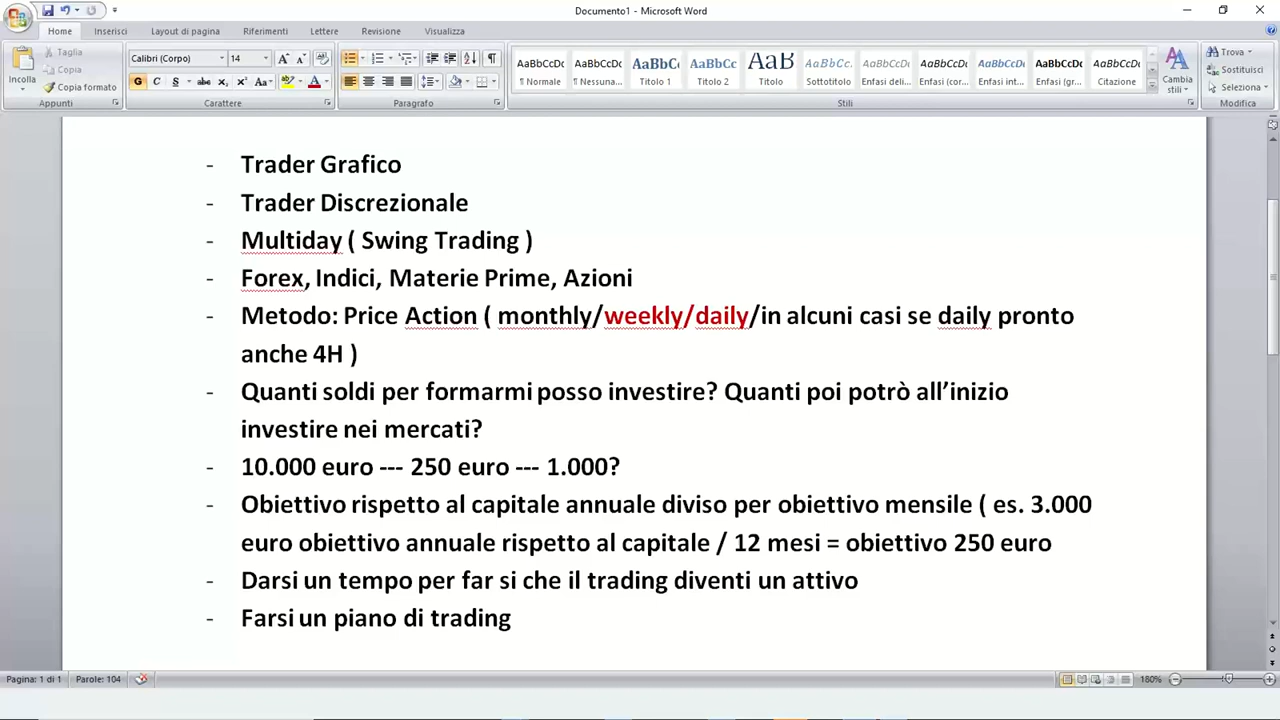 Documento1 - Microsoft Word
Home Inserisci Layout di pagina Riferimenti Lettere Revisione Visualizza
Incolla
Taglia
Copia
Copia formato
Appunti
Calibri (Corpo) 14
G C S abc x₂ x² Aa
Carattere
Paragrafo
AaBbCcDc AaBbCcDc AaBbC AaBbCc AaB AaBbCc. AaBbCcDc AaBbCcDc AaBbCcDc AaBbCcDc
¶ Normale ¶ Nessuna... Titolo 1 Titolo 2 Titolo Sottotitolo Enfasi deli... Enfasi (cor... Enfasi int... Enfasi (gr... Citazione
Stili
Cambia stili
Trova
Sostituisci
Seleziona
Modifica
- Trader Grafico
- Trader Discrezionale
- Multiday ( Swing Trading )
- Forex, Indici, Materie Prime, Azioni
- Metodo: Price Action ( monthly/weekly/daily/in alcuni casi se daily pronto
anche 4H )
- Quanti soldi per formarmi posso investire? Quanti poi potrò all’inizio
investire nei mercati?
- 10.000 euro --- 250 euro --- 1.000?
- Obiettivo rispetto al capitale annuale diviso per obiettivo mensile ( es. 3.000
euro obiettivo annuale rispetto al capitale / 12 mesi = obiettivo 250 euro
- Darsi un tempo per far si che il trading diventi un attivo
- Farsi un piano di trading
Pagina: 1 di 1 Parole: 104
180%